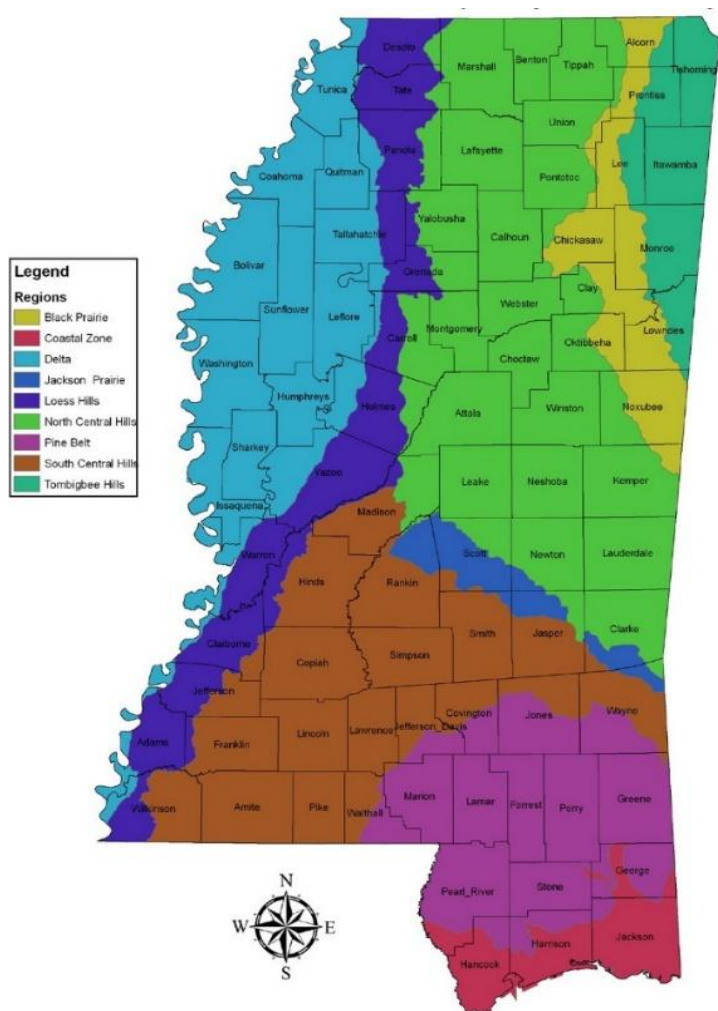 Desoto
Marshall
Benton
Tippah
Alcorn
Tishoming
Tunica
Tate
Prentiss
Union
Panola
Lafayette
Lee
Itawamba
Quitman
Pontotoc
Coahoma
Yalobusha
Tallahatchie
Calhoun
Chickasaw
Monroe
Bolivar
Grenada
Clay
Sunflower
Leflore
Webster
Carroll
Montgomery
Oktibbeha
Lowndes
Washington
Choctaw
Humphreys
Holmes
Attala
Winston
Noxubee
Sharkey
Yazoo
Leake
Neshoba
Kemper
Issaquena
Madison
Warren
Scott
Newton
Lauderdale
Hinds
Rankin
Smith
Jasper
Clarke
Claiborne
Copiah
Simpson
Jefferson
Covington
Jones
Wayne
Adams
Franklin
Lincoln
Lawrence
Jefferson_Davis
Wilkinson
Amite
Pike
Walthall
Marion
Lamar
Forrest
Perry
Greene
Pearl_River
Stone
George
Hancock
Harrison
Jackson
Legend
Regions
Black Prairie
Coastal Zone
Delta
Jackson Prairie
Loess Hills
North Central Hills
Pine Belt
South Central Hills
Tombigbee Hills
N
W E
S